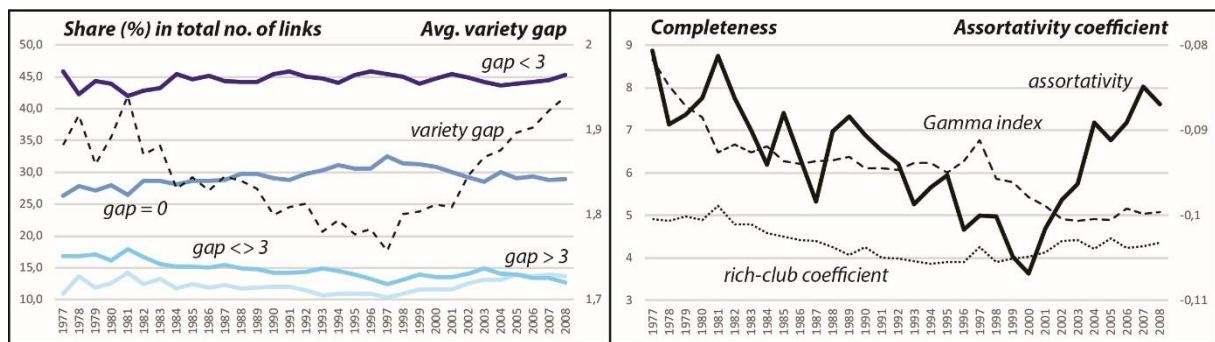 Share (%) in total no. of links Avg. variety gap
50,0 2
45,0
gap < 3
40,0
35,0 variety gap 1,9
30,0
25,0
gap = 0
20,0 1,8
gap <> 3 gap > 3
15,0
10,0 1,7
1977 1978 1979 1980 1981 1982 1983 1984 1985 1986 1987 1988 1989 1990 1991 1992 1993 1994 1995 1996 1997 1998 1999 2000 2001 2002 2003 2004 2005 2006 2007 2008
Completeness Assortativity coefficient
9 -0,08
assortativity
8
Gamma index
7 -0,09
6
5 -0,1
rich-club coefficient
4
3 -0,11
1977 1978 1979 1980 1981 1982 1983 1984 1985 1986 1987 1988 1989 1990 1991 1992 1993 1994 1995 1996 1997 1998 1999 2000 2001 2002 2003 2004 2005 2006 2007 2008